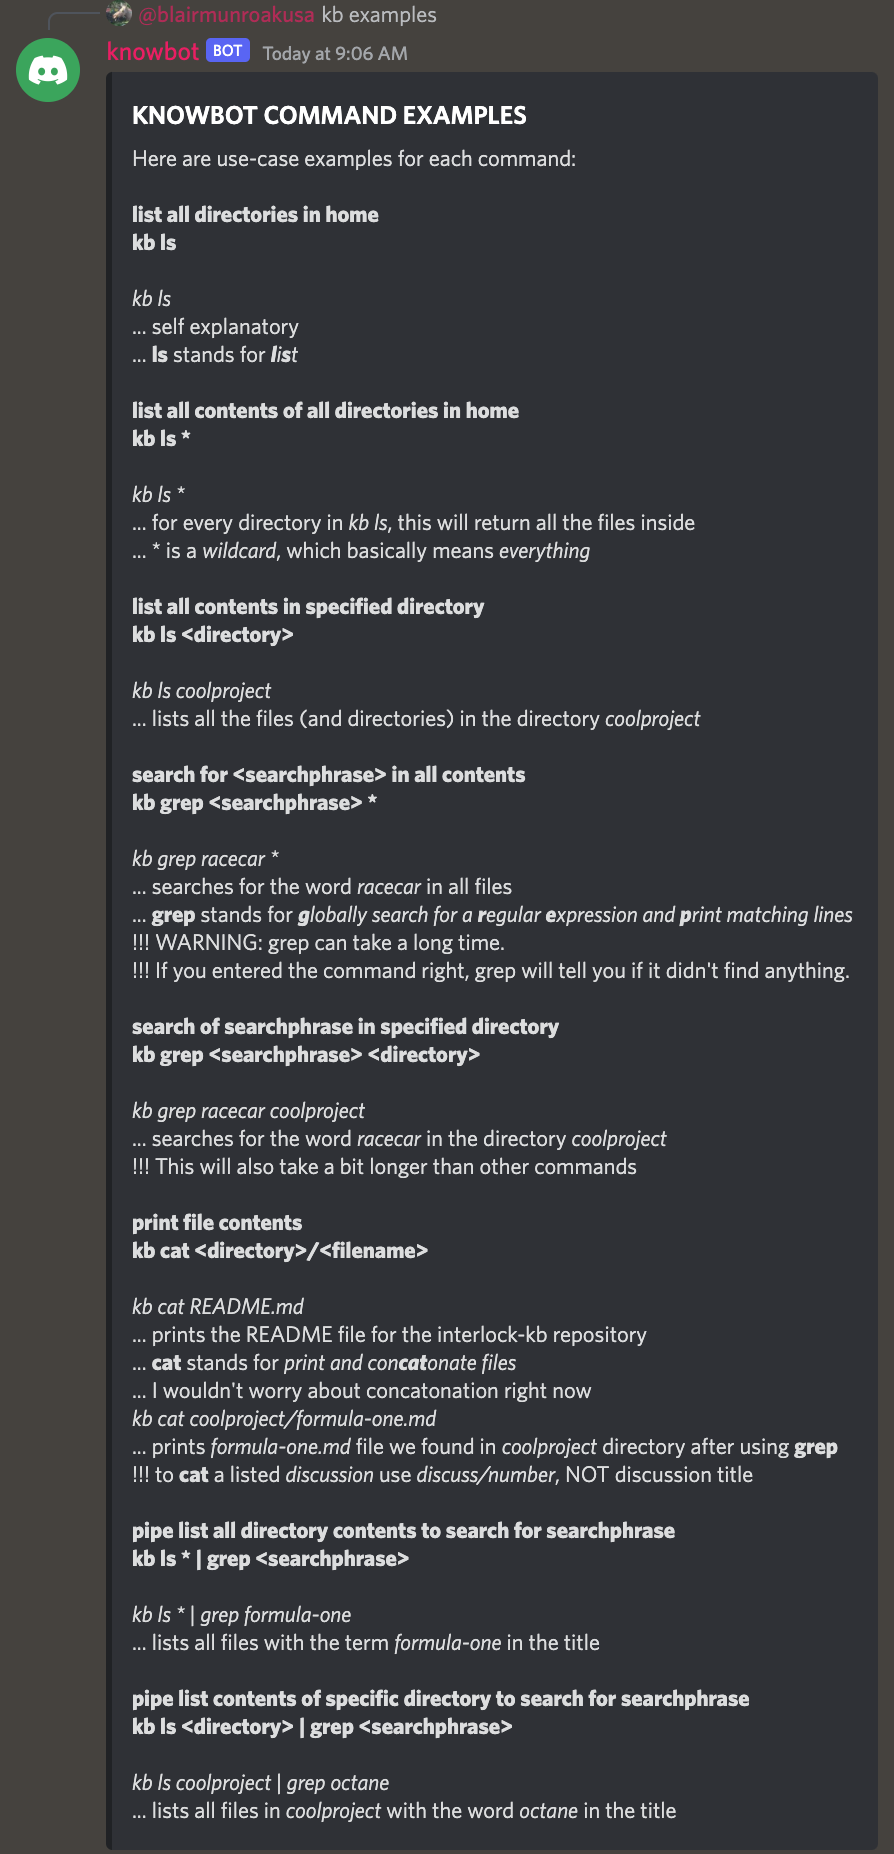 @blairmunroakusa kb examples
knowbot BOT Today at 9:06 AM
KNOWBOT COMMAND EXAMPLES
Here are use-case examples for each command:
list all directories in home
kb ls
kb ls
... self explanatory
... ls stands for list
list all contents of all directories in home
kb ls *
kb ls *
... for every directory in kb ls, this will return all the files inside
... * is a wildcard, which basically means everything
list all contents in specified directory
kb ls <directory>
kb ls coolproject
... lists all the files (and directories) in the directory coolproject
search for <searchphrase> in all contents
kb grep <searchphrase> *
kb grep racecar *
... searches for the word racecar in all files
... grep stands for globally search for a regular expression and print matching lines
!!! WARNING: grep can take a long time.
!!! If you entered the command right, grep will tell you if it didn't find anything.
search of searchphrase in specified directory
kb grep <searchphrase> <directory>
kb grep racecar coolproject
... searches for the word racecar in the directory coolproject
!!! This will also take a bit longer than other commands
print file contents
kb cat <directory>/<filename>
kb cat README.md
... prints the README file for the interlock-kb repository
... cat stands for print and concatonate files
... I wouldn't worry about concatonation right now
kb cat coolproject/formula-one.md
... prints formula-one.md file we found in coolproject directory after using grep
!!! to cat a listed discussion use discuss/number, NOT discussion title
pipe list all directory contents to search for searchphrase
kb ls * | grep <searchphrase>
kb ls * | grep formula-one
... lists all files with the term formula-one in the title
pipe list contents of specific directory to search for searchphrase
kb ls <directory> | grep <searchphrase>
kb ls coolproject | grep octane
... lists all files in coolproject with the word octane in the title